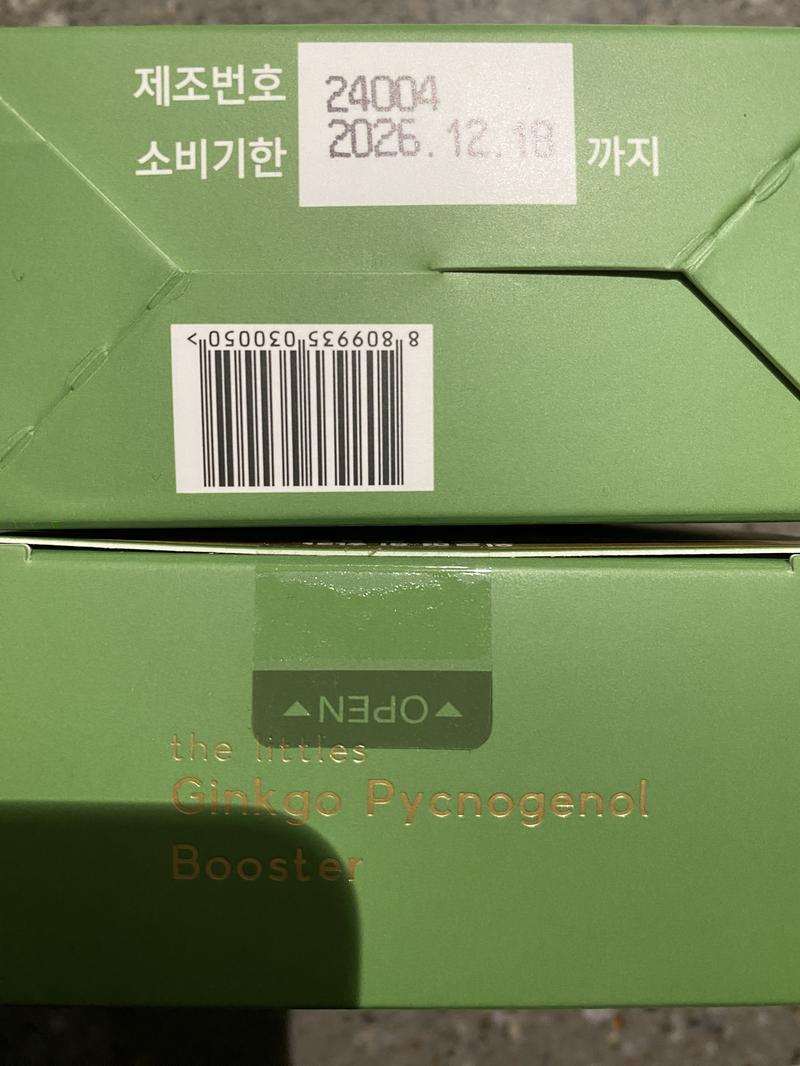 제조번호 24004
소비기한 2026.12.18 까지
8 809935 030050 >
OPEN
the littles
Ginkgo Pycnogenol
Booster